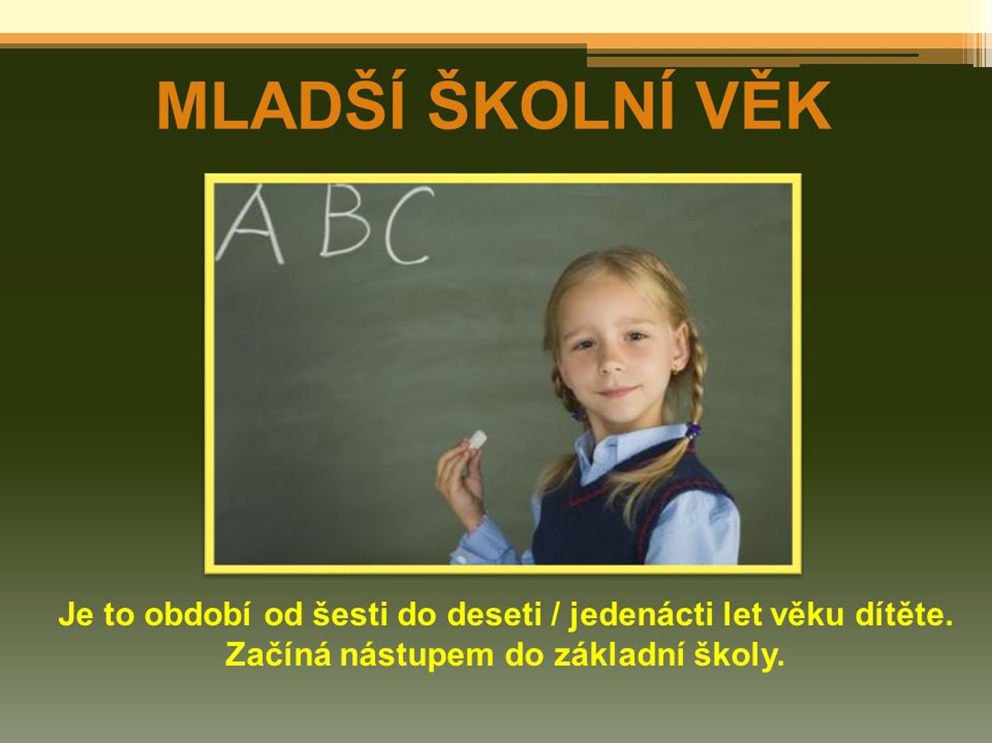 MLADŠÍ ŠKOLNÍ VĚK
A B C
Je to období od šesti do deseti / jedenácti let věku dítěte.
Začíná nástupem do základní školy.